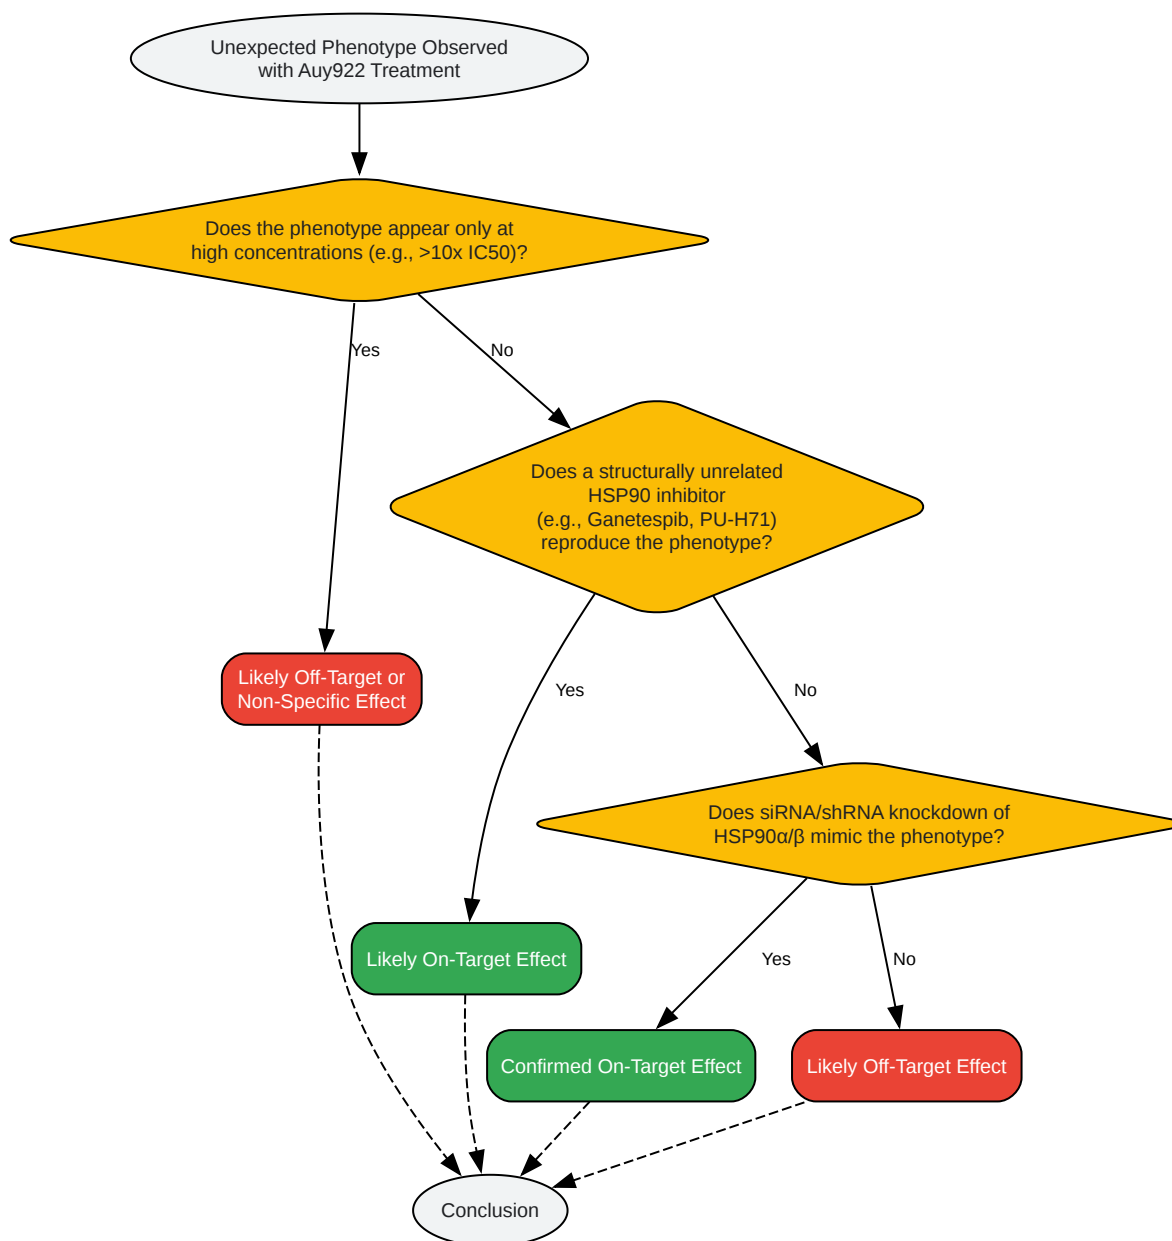 Unexpected Phenotype Observed
with Auy922 Treatment
Does the phenotype appear only at
high concentrations (e.g., >10x IC50)?
Yes
No
Does a structurally unrelated
HSP90 inhibitor
(e.g., Ganetespib, PU-H71)
reproduce the phenotype?
Likely Off-Target or
Non-Specific Effect
Yes
No
Does siRNA/shRNA knockdown of
HSP90α/β mimic the phenotype?
Likely On-Target Effect
Yes
No
Confirmed On-Target Effect
Likely Off-Target Effect
Conclusion